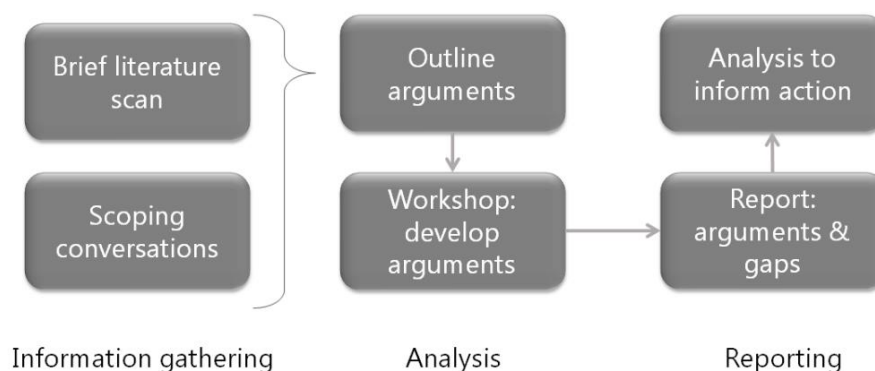 Brief literature
scan
Scoping
conversations
Outline
arguments
Workshop:
develop
arguments
Analysis to
inform action
Report:
arguments &
gaps
Information gathering
Analysis
Reporting